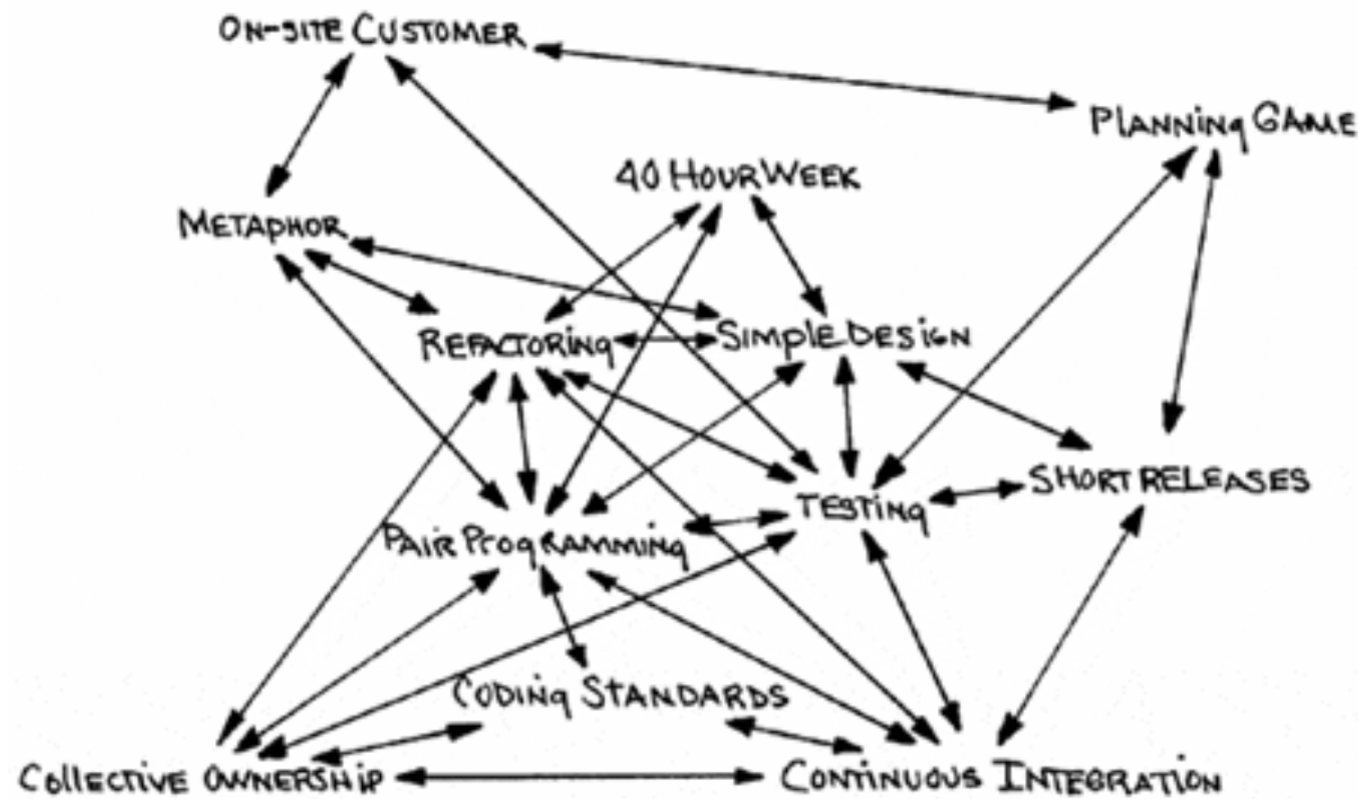 ON-SITE CUSTOMER
PLANNING GAME
40 HOUR WEEK
METAPHOR
REFACTORING
SIMPLE DESIGN
SHORT RELEASES
TESTING
PAIR PROGRAMMING
CODING STANDARDS
COLLECTIVE OWNERSHIP
CONTINUOUS INTEGRATION